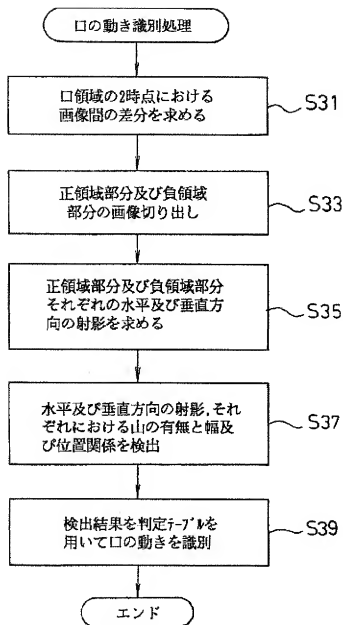 口の動き識別処理
口領域の2時点における
画像間の差分を求める
S31
正領域部分及び負領域
部分の画像切り出し
S33
正領域部分及び負領域部分
それぞれの水平及び垂直方
向の射影を求める
S35
水平及び垂直方向の射影,それ
ぞれにおける山の有無と幅及
び位置関係を検出
S37
検出結果を判定テーブルを
用いて口の動きを識別
S39
エンド